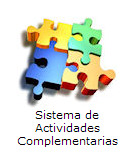 Sistema de
Actividades
Complementarias